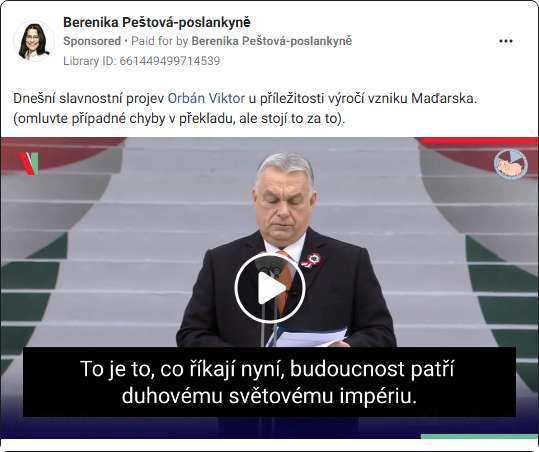 Berenika Peštová-poslankyně
Sponsored • Paid for by Berenika Peštová-poslankyně
Library ID: 661449499714539
Dnešní slavnostní projev Orbán Viktor u příležitosti výročí vzniku Maďarska.
(omluvte případné chyby v překladu, ale stojí to za to).
To je to, co říkají nyní, budoucnost patří
duhovému světovému impériu.